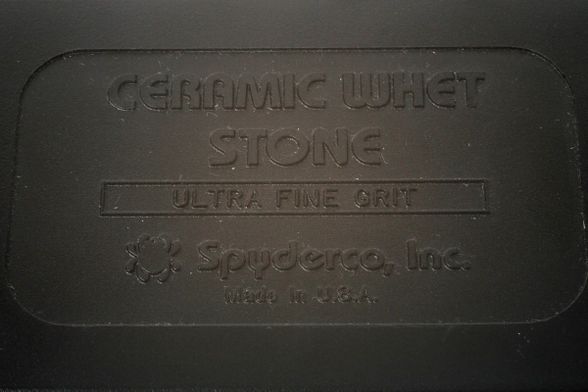 CERAMIC WHET
STONE
ULTRA FINE GRIT
Spyderco, Inc.
Made in U.S.A.